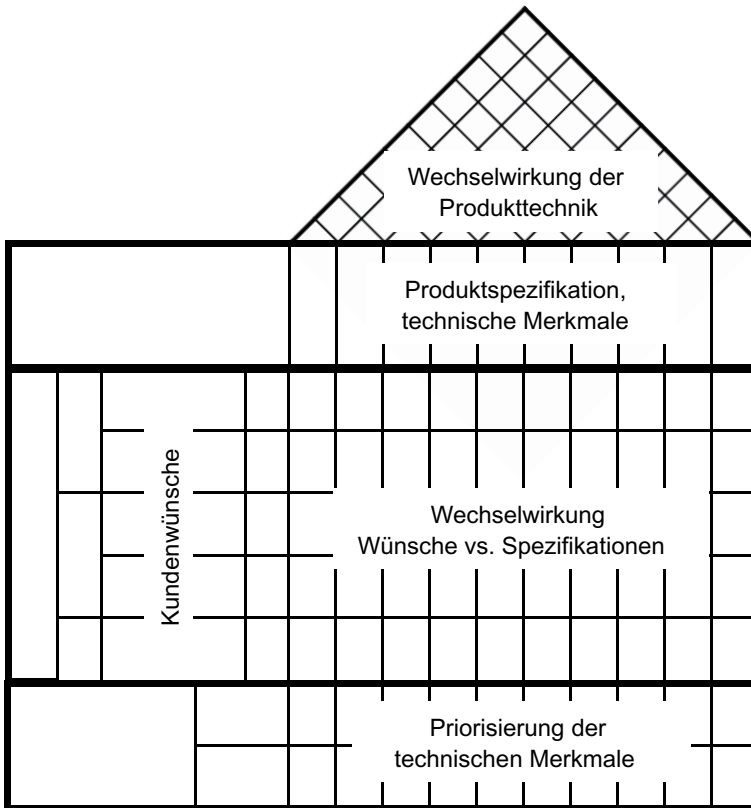 Wechselwirkung der
Produkttechnik
Produktspezifikation,
technische Merkmale
Kundenwünsche
Wechselwirkung
Wünsche vs. Spezifikationen
Priorisierung der
technischen Merkmale